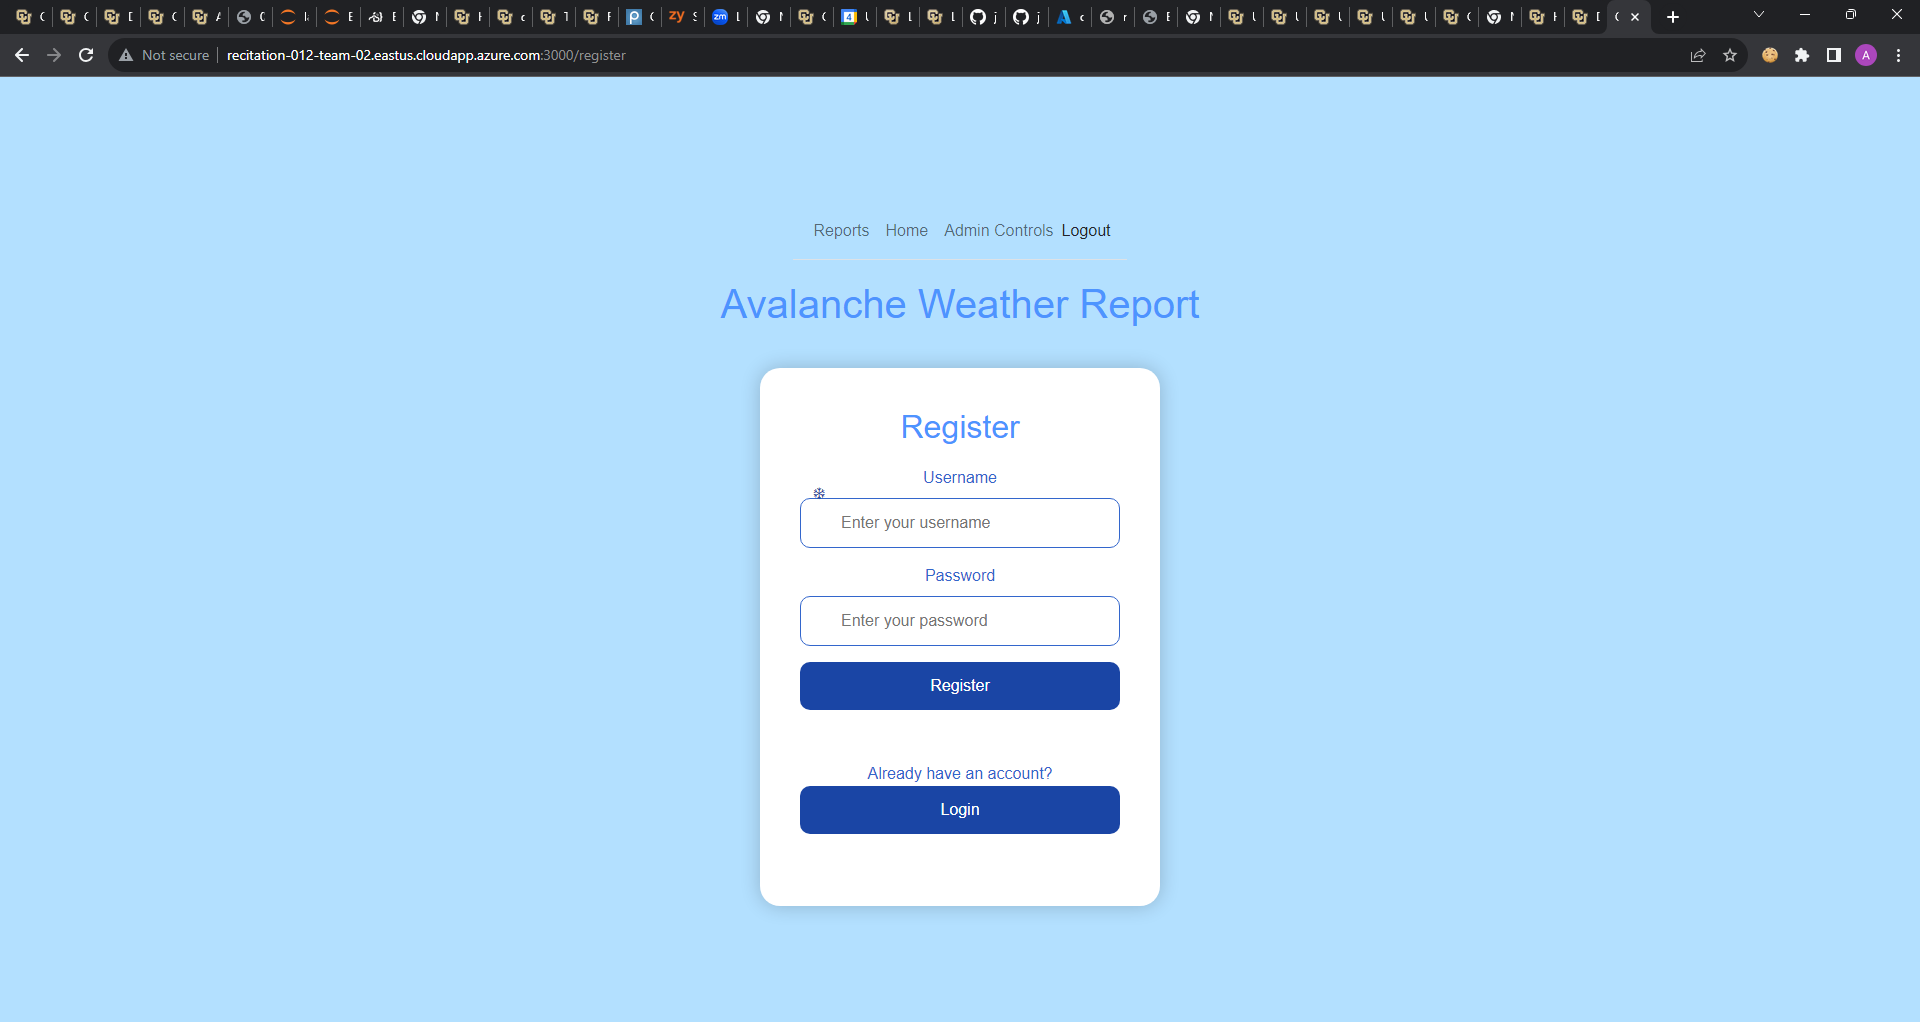 Not secure
recitation-012-team-02.eastus.cloudapp.azure.com:3000/register
A
Reports Home Admin Controls Logout
Avalanche Weather Report
Register
Username
Enter your username
Password
Enter your password
Register
Already have an account?
Login